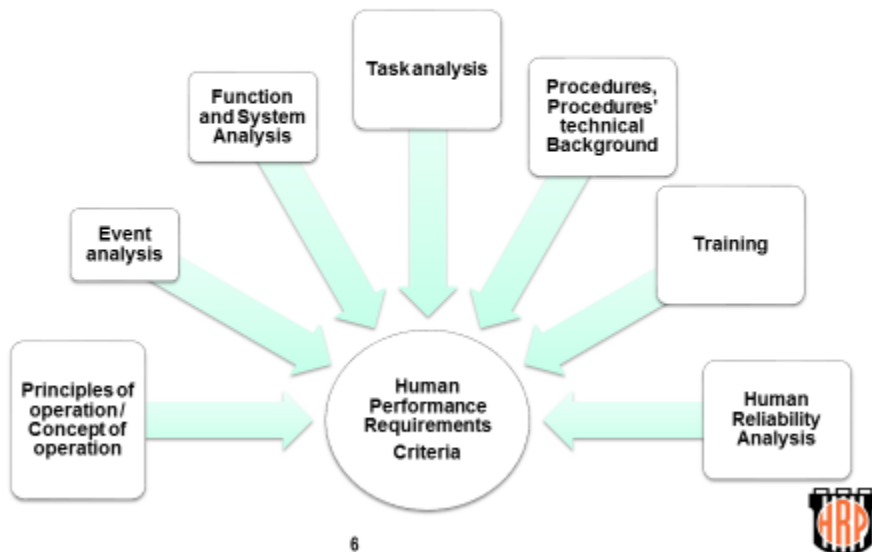 Task analysis
Function
and System
Analysis
Procedures,
Procedures'
technical
Background
Event
analysis
Training
Principles of
operation /
Concept of
operation
Human
Performance
Requirements
Criteria
Human
Reliability
Analysis
6
HRP